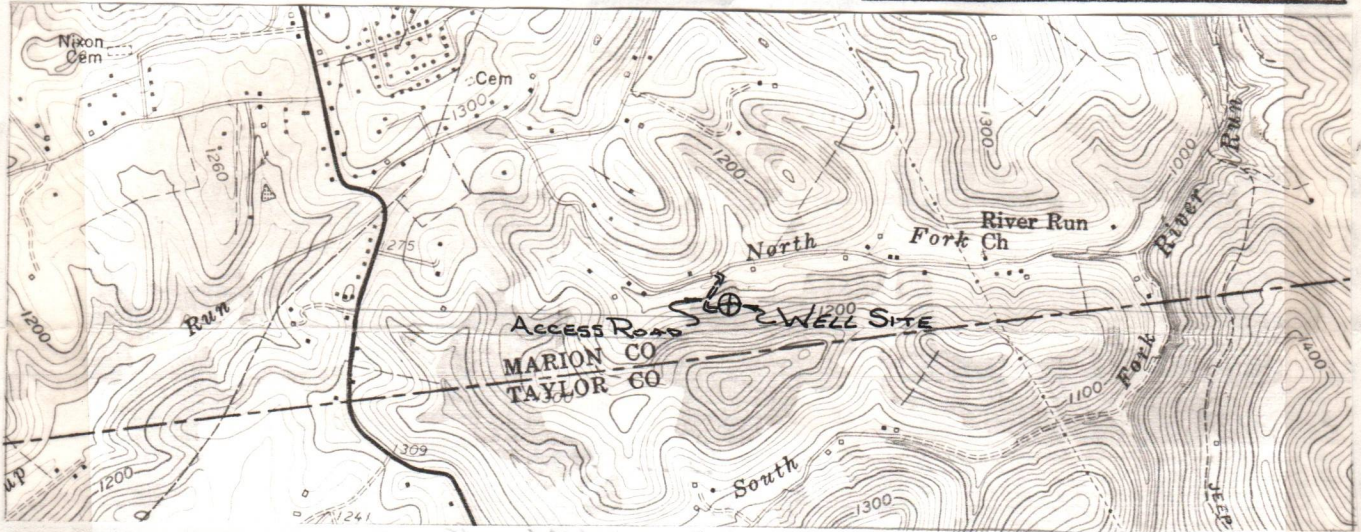 Nixon
Cem
Cem
1300
1260
1200
1300
1000
Run
River
North
Fork
River Run
Ch
1275
Run
1200
ACCESS ROAD
WELL SITE
1200
MARION CO
TAYLOR CO
Fork
1100
1400
1309
1200
South
1300
1241
JEEP